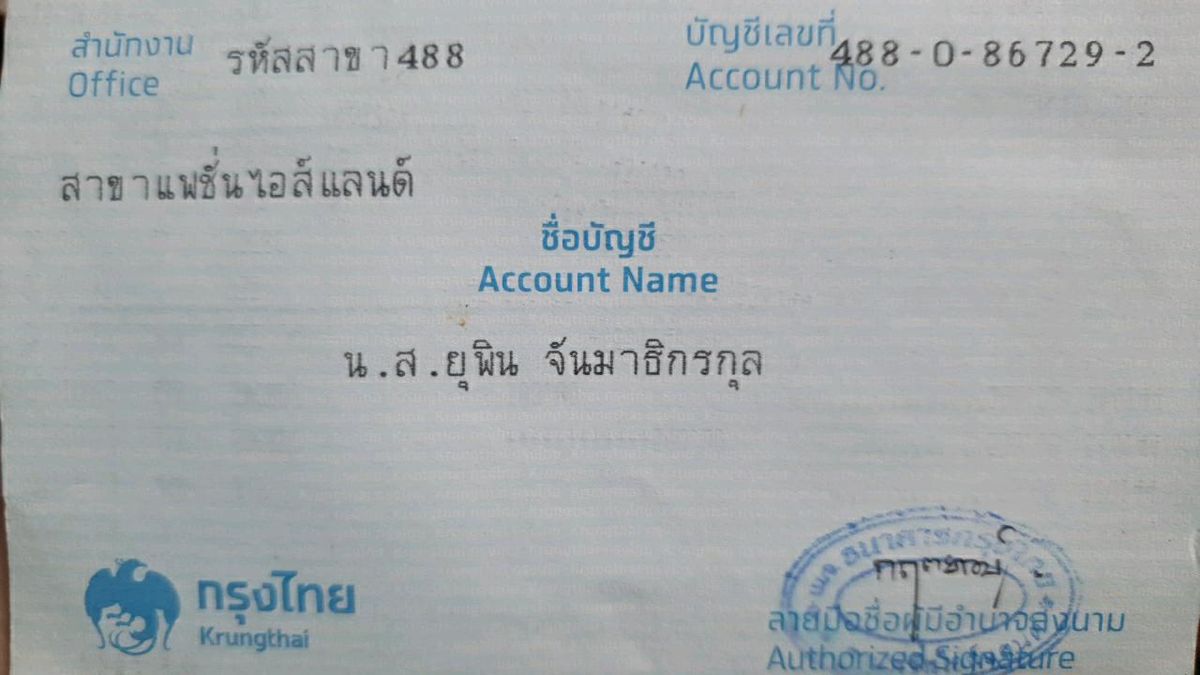 สำนักงาน รหัสสาขา488 บัญชีเลขที่ 488-0-86729-2
Office Account No.
สาขาแฟชั่นไอส์แลนด์
ชื่อบัญชี
Account Name
น.ส.ยุพิน จันมาธิกรกุล
กรุงไทย
Krungthai
ลายมือชื่อผู้มีอำนาจลงนาม
Authorized Signature